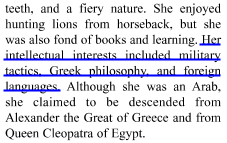 teeth, and a fiery nature. She enjoyed
hunting lions from horseback, but she
was also fond of books and learning. Her
intellectual interests included military
tactics, Greek philosophy, and foreign
languages. Although she was an Arab,
she claimed to be descended from
Alexander the Great of Greece and from
Queen Cleopatra of Egypt.